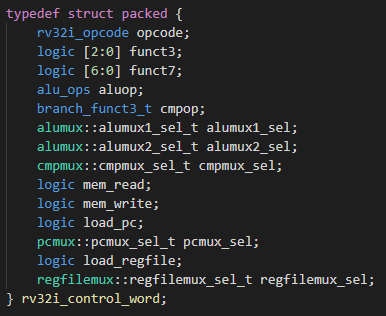 typedef struct packed {
rv32i_opcode opcode;
logic [2:0] funct3;
logic [6:0] funct7;
alu_ops aluop;
branch_funct3_t cmpop;
alumux::alumux1_sel_t alumux1_sel;
alumux::alumux2_sel_t alumux2_sel;
cmpmux::cmpmux_sel_t cmpmux_sel;
logic mem_read;
logic mem_write;
logic load_pc;
pcmux::pcmux_sel_t pcmux_sel;
logic load_regfile;
regfilemux::regfilemux_sel_t regfilemux_sel;
} rv32i_control_word;